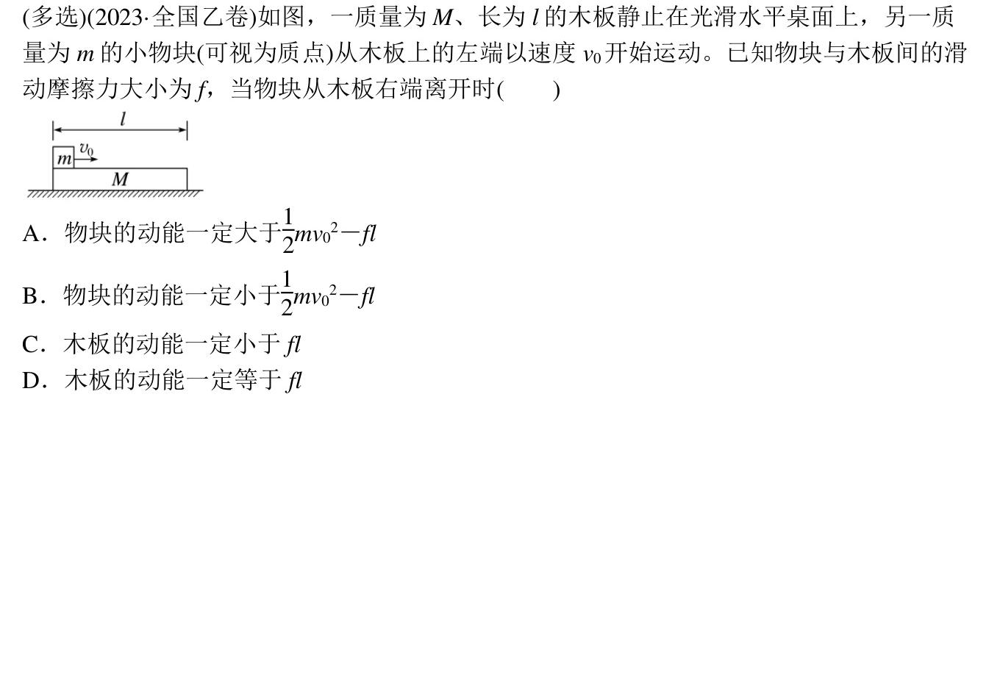 (多选)(2023·全国乙卷)如图，一质量为 M、长为 l 的木板静止在光滑水平桌面上，另一质
量为 m 的小物块(可视为质点)从木板上的左端以速度 v₀ 开始运动。已知物块与木板间的滑
动摩擦力大小为 f，当物块从木板右端离开时(　　)
l
v₀
m
M
A．物块的动能一定大于\frac{1}{2}mv₀²－fl
B．物块的动能一定小于\frac{1}{2}mv₀²－fl
C．木板的动能一定小于 fl
D．木板的动能一定等于 fl